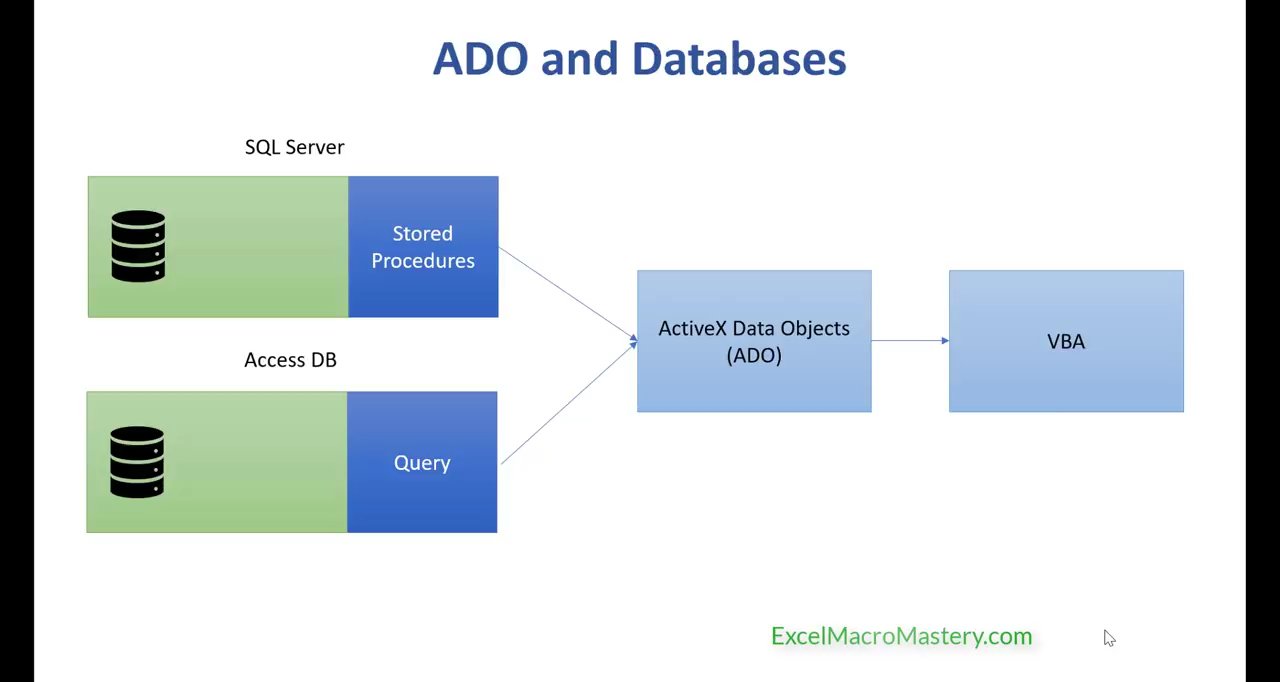 ADO and Databases
SQL Server
Stored
Procedures
ActiveX Data Objects
(ADO)
VBA
Access DB
Query
ExcelMacroMastery.com